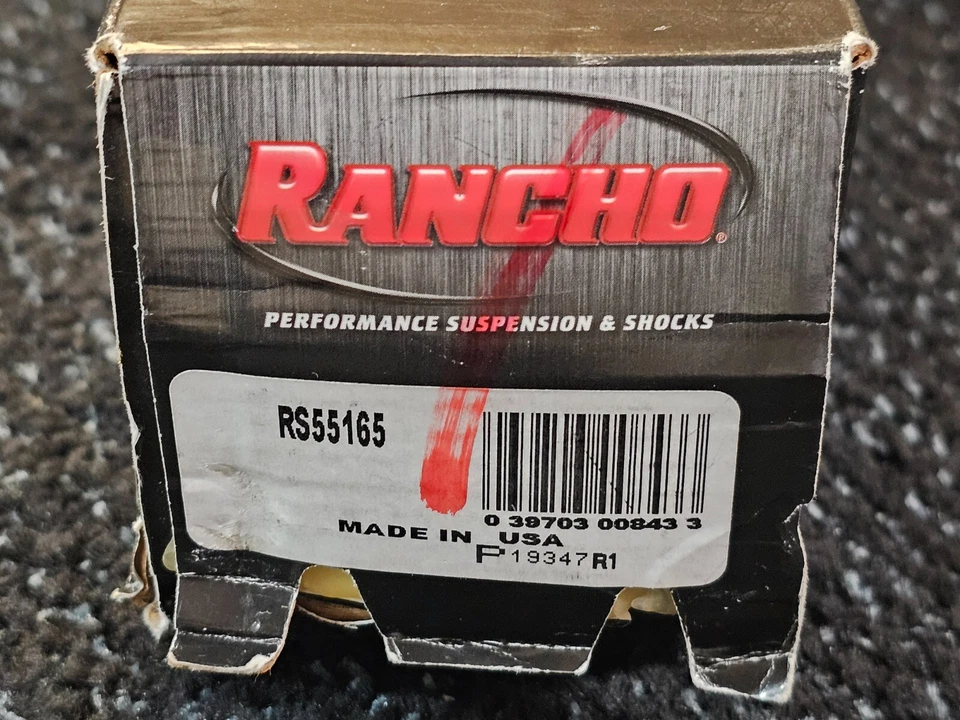 RANCHO®
PERFORMANCE SUSPENSION & SHOCKS
RS55165
0 39703 00843 3
MADE IN USA
P19347R1